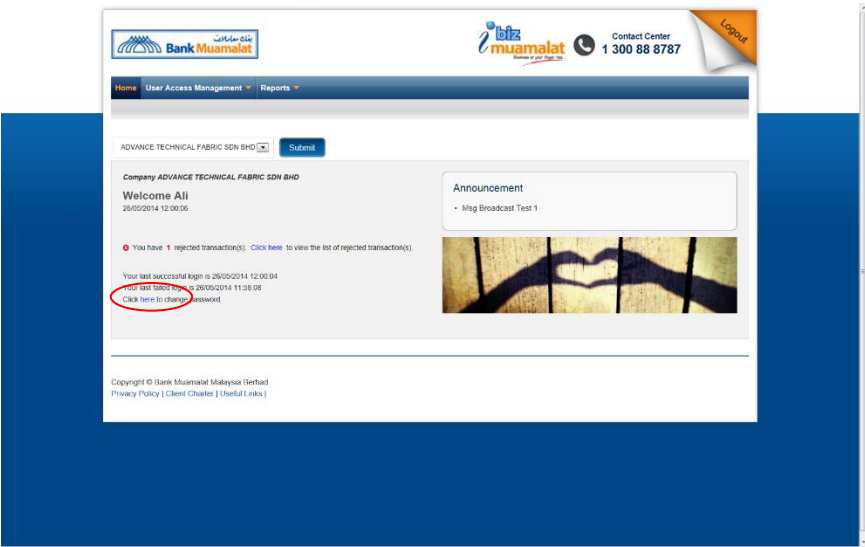 بنك معاملات
Bank Muamalat
i biz
muamalat
Contact Center
1 300 88 8787
Logout
Home User Access Management Reports
ADVANCE TECHNICAL FABRIC SDN BHD Submit
Company ADVANCE TECHNICAL FABRIC SDN BHD
Welcome Ali
26/05/2014 12:00:06
You have 1 rejected transaction(s). Click here to view the list of rejected transaction(s).
Your last successful login is 26/05/2014 12:00:04
Your last failed login is 26/05/2014 11:58:08
Click here to change password.
Announcement
• Msg Broadcast Test 1
Copyright © Bank Muamalat Malaysia Berhad
Privacy Policy | Client Charter | Useful Links |